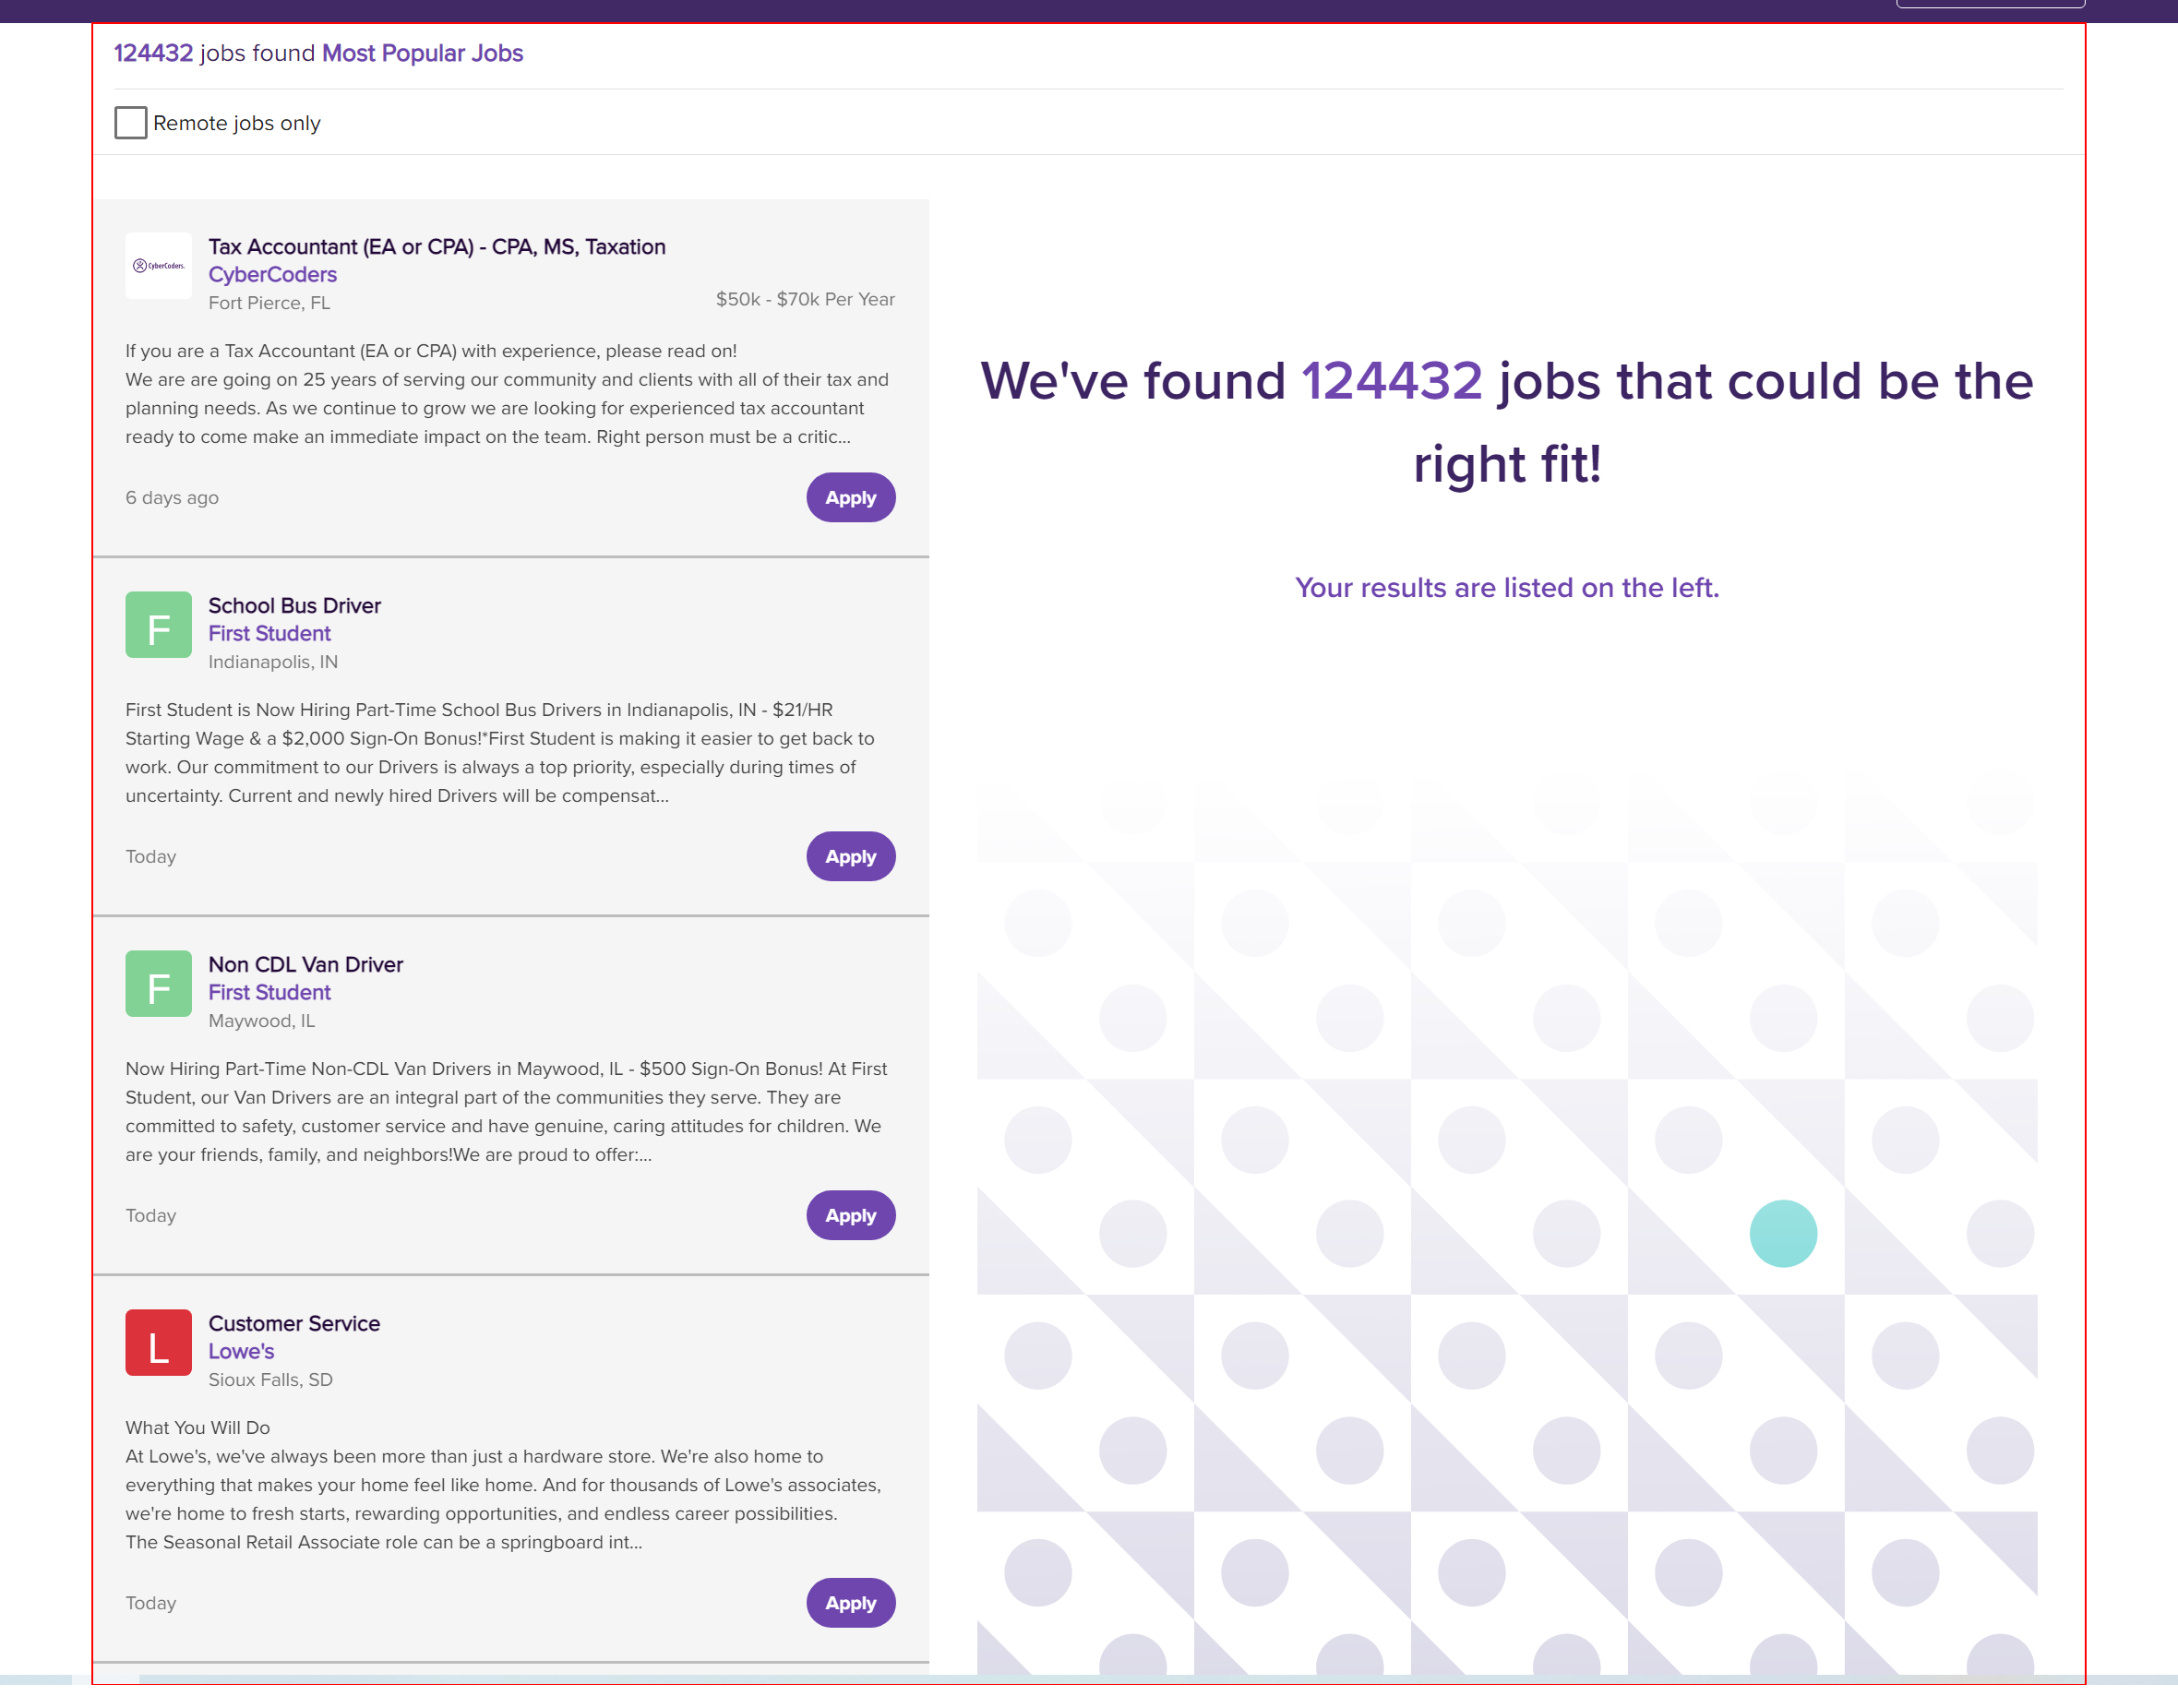 124432 jobs found Most Popular Jobs
Remote jobs only
CyberCoders.
Tax Accountant (EA or CPA) - CPA, MS, Taxation
CyberCoders
Fort Pierce, FL
$50k - $70k Per Year
If you are a Tax Accountant (EA or CPA) with experience, please read on!
We are are going on 25 years of serving our community and clients with all of their tax and
planning needs. As we continue to grow we are looking for experienced tax accountant
ready to come make an immediate impact on the team. Right person must be a critic...
6 days ago
Apply
F
School Bus Driver
First Student
Indianapolis, IN
First Student is Now Hiring Part-Time School Bus Drivers in Indianapolis, IN - $21/HR
Starting Wage & a $2,000 Sign-On Bonus!*First Student is making it easier to get back to
work. Our commitment to our Drivers is always a top priority, especially during times of
uncertainty. Current and newly hired Drivers will be compensat...
Today
Apply
F
Non CDL Van Driver
First Student
Maywood, IL
Now Hiring Part-Time Non-CDL Van Drivers in Maywood, IL - $500 Sign-On Bonus! At First
Student, our Van Drivers are an integral part of the communities they serve. They are
committed to safety, customer service and have genuine, caring attitudes for children. We
are your friends, family, and neighbors!We are proud to offer:...
Today
Apply
L
Customer Service
Lowe's
Sioux Falls, SD
What You Will Do
At Lowe's, we've always been more than just a hardware store. We're also home to
everything that makes your home feel like home. And for thousands of Lowe's associates,
we're home to fresh starts, rewarding opportunities, and endless career possibilities.
The Seasonal Retail Associate role can be a springboard int...
Today
Apply
We've found 124432 jobs that could be the
right fit!
Your results are listed on the left.